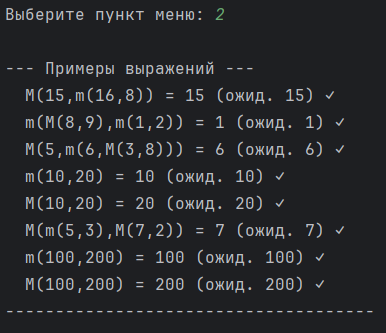 Выберите пункт меню: 2
--- Примеры выражений ---
M(15,m(16,8)) = 15 (ожид. 15) ✓
m(M(8,9),m(1,2)) = 1 (ожид. 1) ✓
M(5,m(6,M(3,8))) = 6 (ожид. 6) ✓
m(10,20) = 10 (ожид. 10) ✓
M(10,20) = 20 (ожид. 20) ✓
M(m(5,3),M(7,2)) = 7 (ожид. 7) ✓
m(100,200) = 100 (ожид. 100) ✓
M(100,200) = 200 (ожид. 200) ✓
-------------------------------------